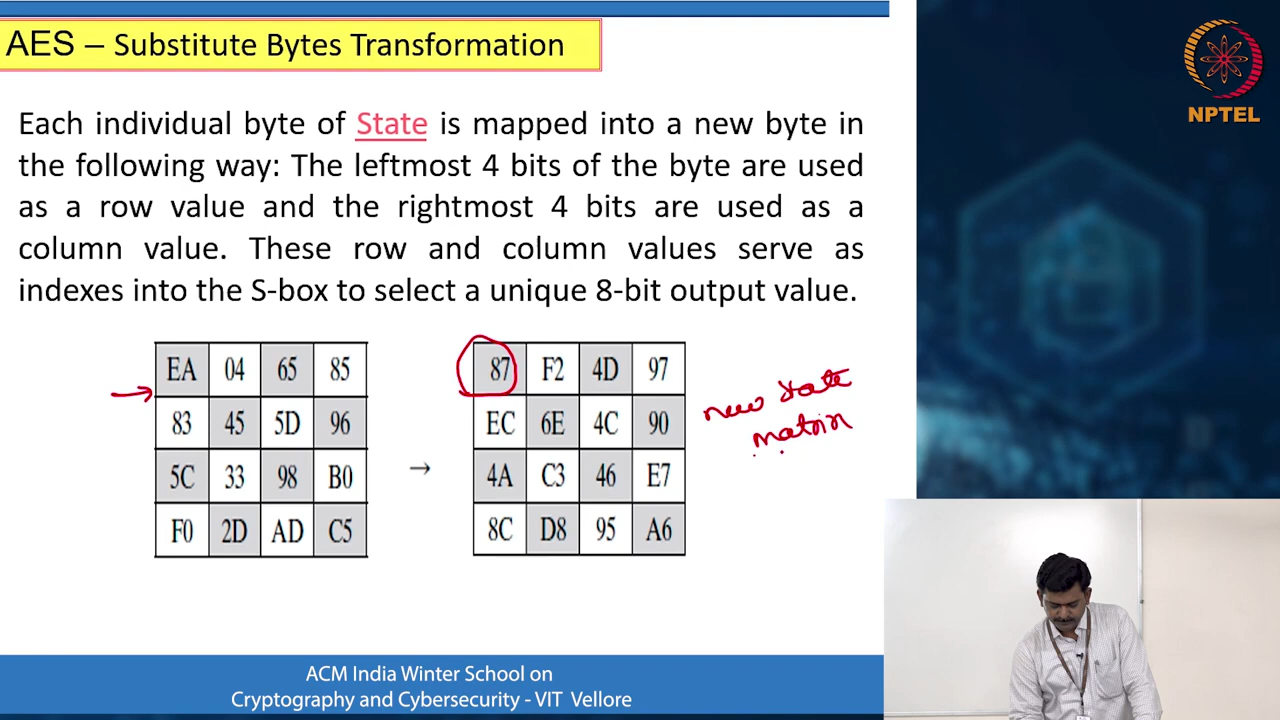 AES – Substitute Bytes Transformation
NPTEL
Each individual byte of State is mapped into a new byte in
the following way: The leftmost 4 bits of the byte are used
as a row value and the rightmost 4 bits are used as a
column value. These row and column values serve as
indexes into the S-box to select a unique 8-bit output value.
EA 04 65 85
83 45 5D 96
5C 33 98 B0
F0 2D AD C5
→
87 F2 4D 97
EC 6E 4C 90
4A C3 46 E7
8C D8 95 A6
new state
matrix
ACM India Winter School on
Cryptography and Cybersecurity - VIT Vellore